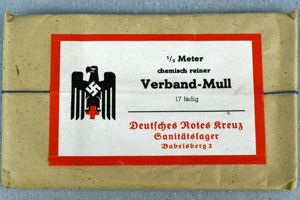 ½ Meter
chemisch reiner
Verband-Mull
17 fädig
Deutsches Rotes Kreuz
Sanitätslager
Babelsberg 2